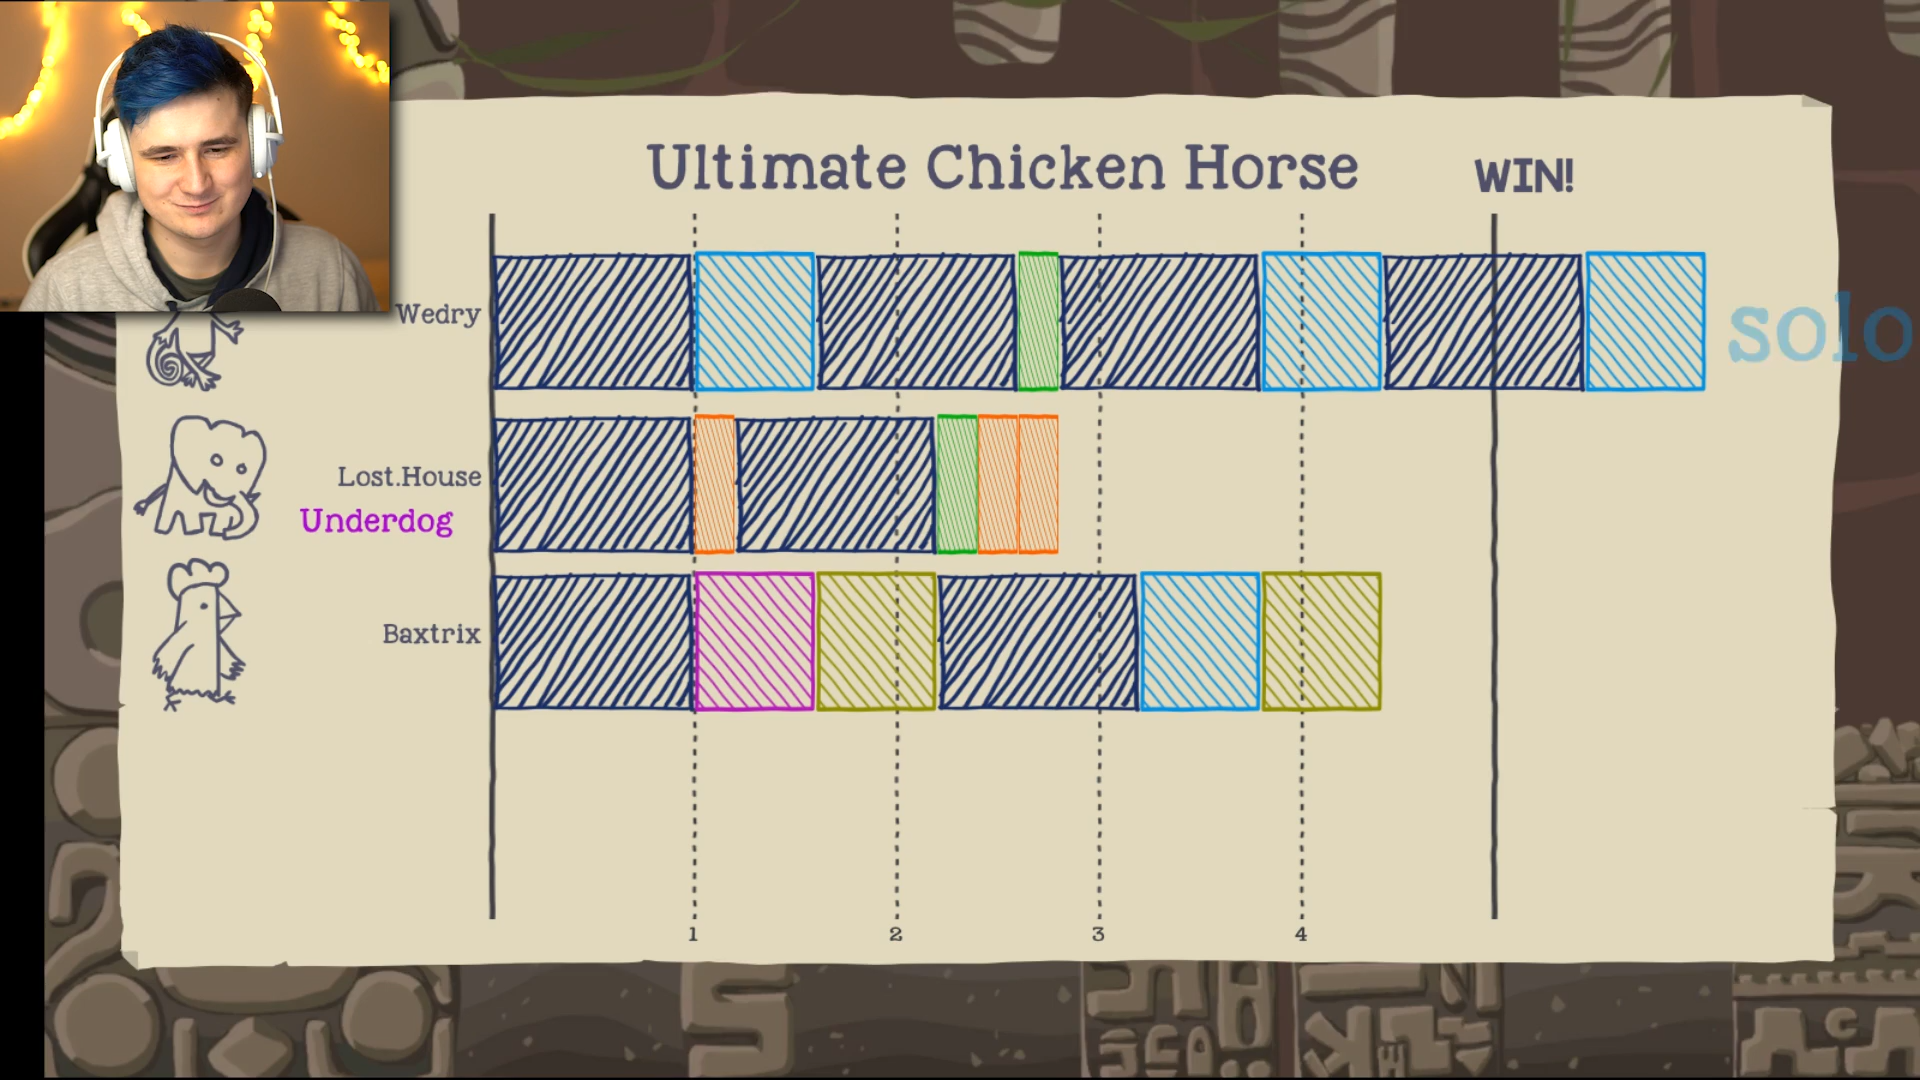 Ultimate Chicken Horse
WIN!
Wedry
solo
Lost.House
Underdog
Baxtrix
1 2 3 4